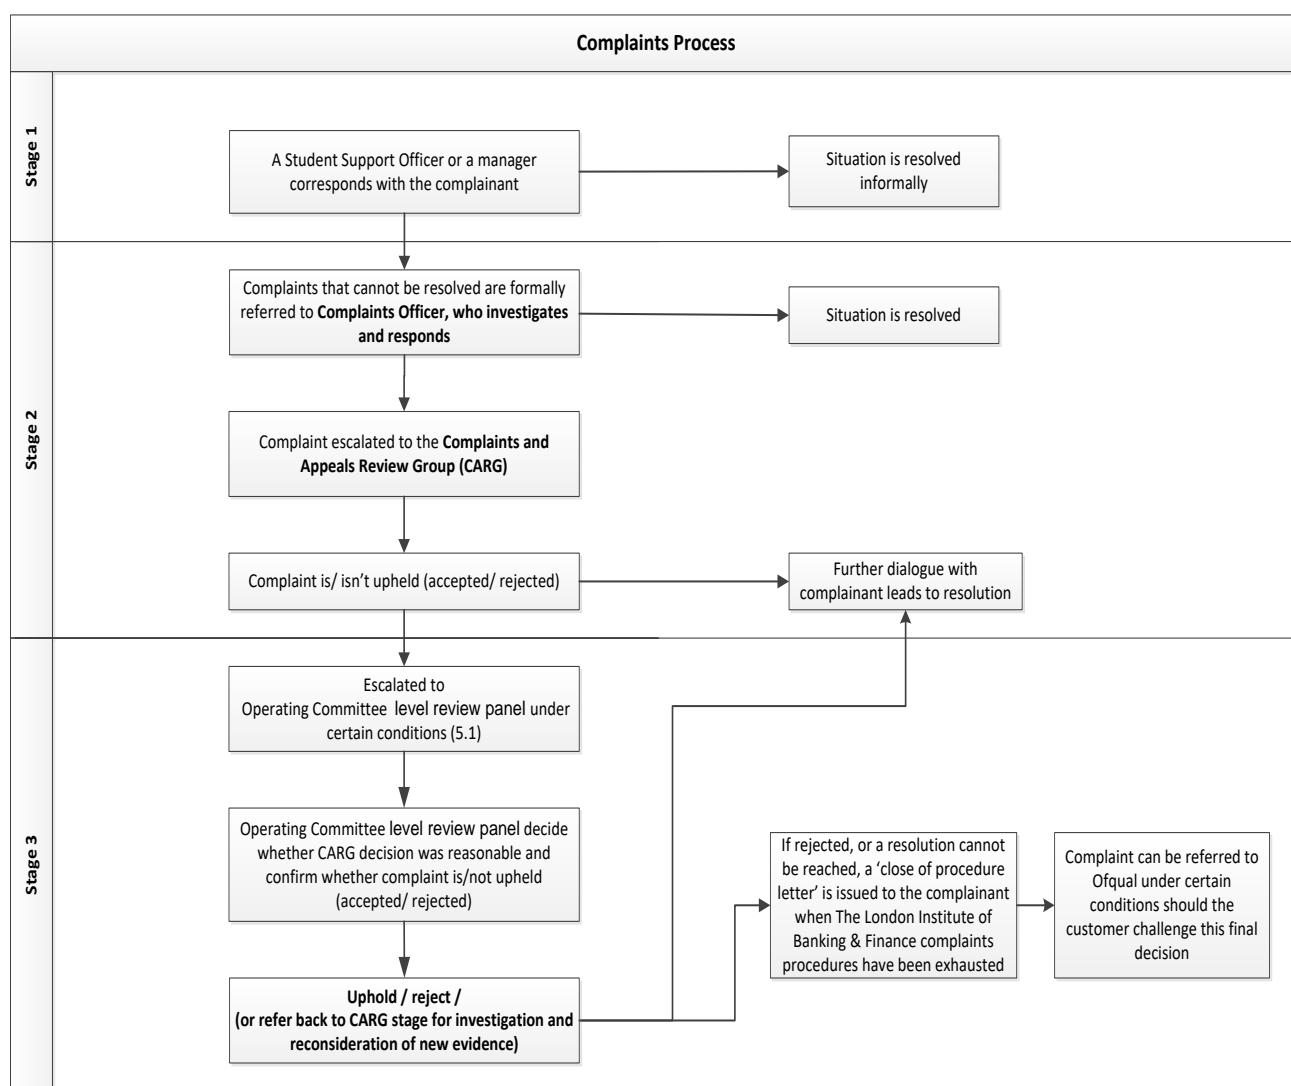 Complaints Process
Stage 1
A Student Support Officer or a manager
corresponds with the complainant
Situation is resolved
informally
Stage 2
Complaints that cannot be resolved are formally
referred to Complaints Officer, who investigates
and responds
Situation is resolved
Complaint escalated to the Complaints and
Appeals Review Group (CARG)
Complaint is/ isn’t upheld (accepted/ rejected)
Further dialogue with
complainant leads to resolution
Stage 3
Escalated to
Operating Committee level review panel under
certain conditions (5.1)
Operating Committee level review panel decide
whether CARG decision was reasonable and
confirm whether complaint is/not upheld
(accepted/ rejected)
Uphold / reject /
(or refer back to CARG stage for investigation and
reconsideration of new evidence)
If rejected, or a resolution cannot
be reached, a ‘close of procedure
letter’ is issued to the complainant
when The London Institute of
Banking & Finance complaints
procedures have been exhausted
Complaint can be referred to
Ofqual under certain
conditions should the
customer challenge this final
decision